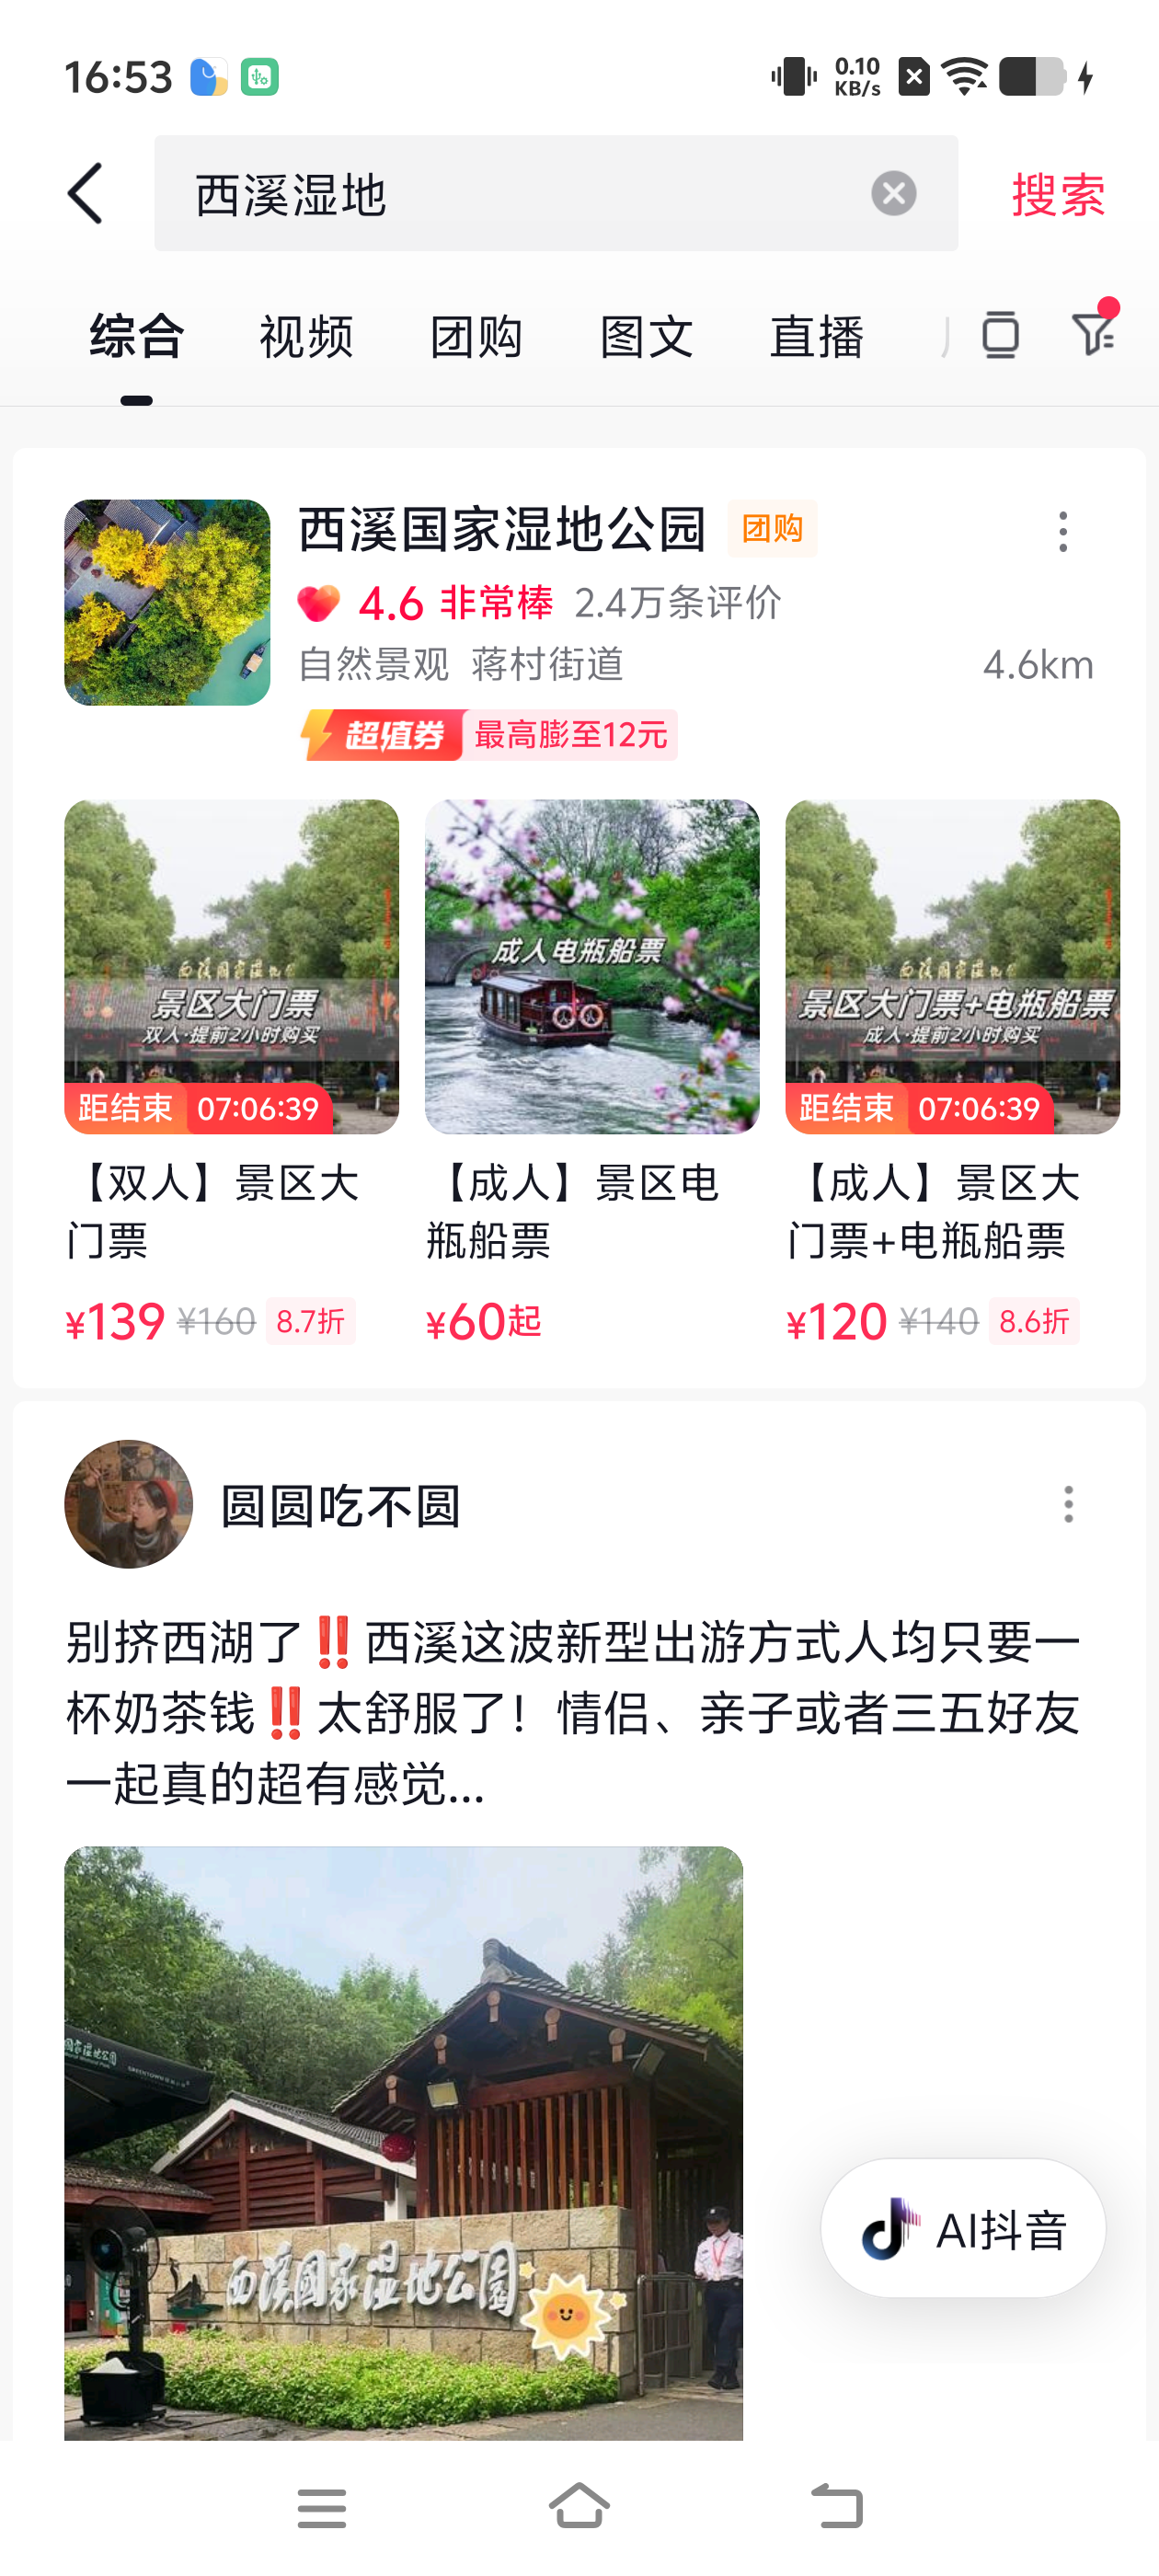 16:53
0.10
KB/s
西溪湿地
搜索
综合 视频 团购 图文 直播
西溪国家湿地公园 团购
4.6 非常棒 2.4万条评价
自然景观 蒋村街道 4.6km
超值券 最高膨至12元
西溪国家湿地公
景区大门票
双人·提前2小时购买
距结束 07:06:39
成人电瓶船票
西溪国家湿地公
景区大门票+电瓶船票
成人·提前2小时购买
距结束 07:06:39
【双人】景区大
门票
¥139 ¥160 8.7折
【成人】景区电
瓶船票
¥60起
【成人】景区大
门票+电瓶船票
¥120 ¥140 8.6折
圆圆吃不圆
别挤西湖了‼️西溪这波新型出游方式人均只要一
杯奶茶钱‼️太舒服了！情侣、亲子或者三五好友
一起真的超有感觉...
國家濕地公園
GREENTOWN
西溪國家濕地公園
AI抖音